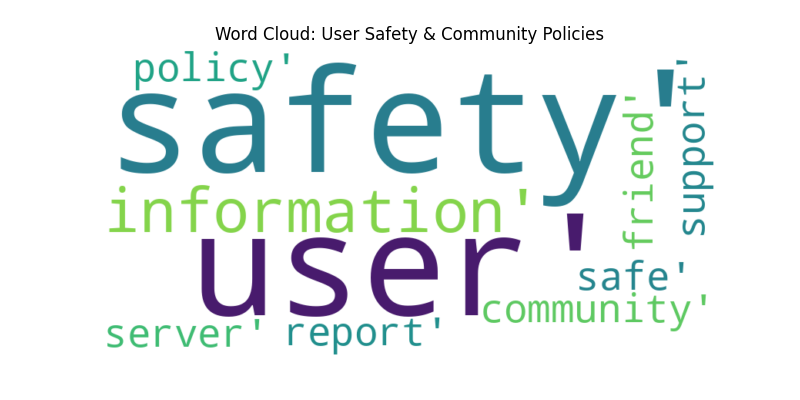 Word Cloud: User Safety & Community Policies
policy'
safety'
friend'
support'
information'
user'
safe'
community'
server'
report'